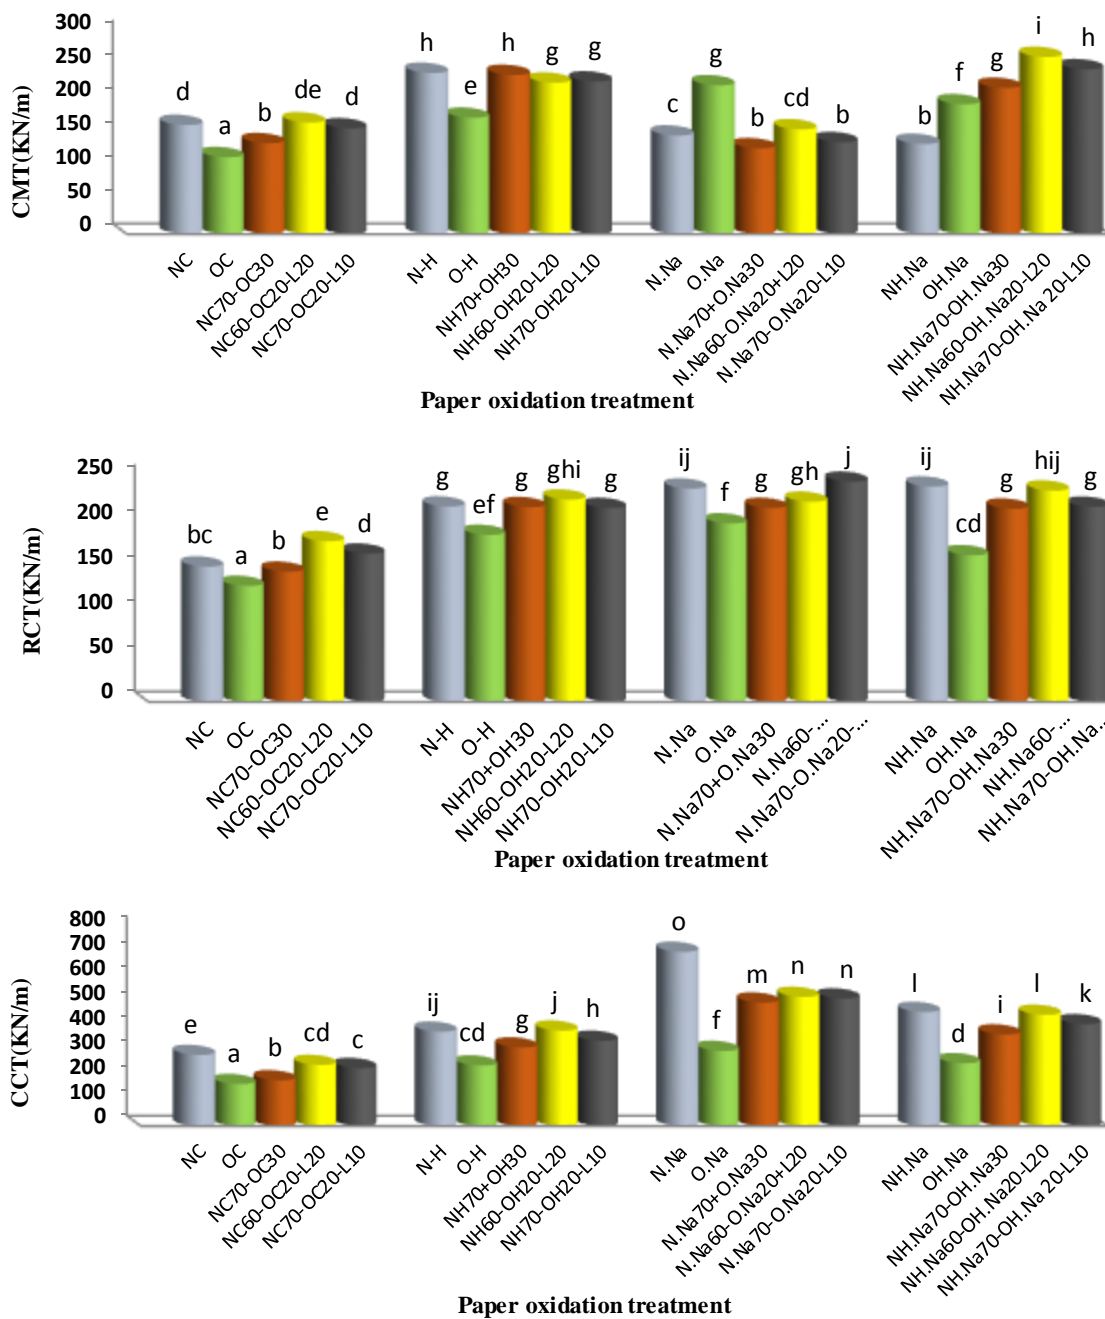 300
250
200
150
100
50
0
CMT(KN/m)
d a b de d h e h g g c g b cd b b f g i h
NC OC NC70-OC30 NC60-OC20-L20 NC70-OC20-L10 N-H O-H NH70+OH30 NH60-OH20-L20 NH70-OH20-L10 N.Na O.Na N.Na70+O.Na30 N.Na60-O.Na20+L20 N.Na70-O.Na20-L10 NH.Na OH.Na NH.Na70-OH.Na30 NH.Na60-OH.Na20-L20 NH.Na70-OH.Na 20-L10
Paper oxidation treatment
250
200
150
100
50
0
RCT(KN/m)
bc a b e d g ef g ghi g ij f g gh j ij cd g hij g
NC OC NC70-OC30 NC60-OC20-L20 NC70-OC20-L10 N-H O-H NH70+OH30 NH60-OH20-L20 NH70-OH20-L10 N.Na O.Na N.Na70+O.Na30 N.Na60-... N.Na70-O.Na20-... NH.Na OH.Na NH.Na70-OH.Na30 NH.Na60-... NH.Na70-OH.Na...
Paper oxidation treatment
800
700
600
500
400
300
200
100
0
CCT(KN/m)
e a b cd c ij cd g j h o f m n n l d i l k
NC OC NC70-OC30 NC60-OC20-L20 NC70-OC20-L10 N-H O-H NH70+OH30 NH60-OH20-L20 NH70-OH20-L10 N.Na O.Na N.Na70+O.Na30 N.Na60-O.Na20+L20 N.Na70-O.Na20-L10 NH.Na OH.Na NH.Na70-OH.Na30 NH.Na60-OH.Na20-L20 NH.Na70-OH.Na 20-L10
Paper oxidation treatment